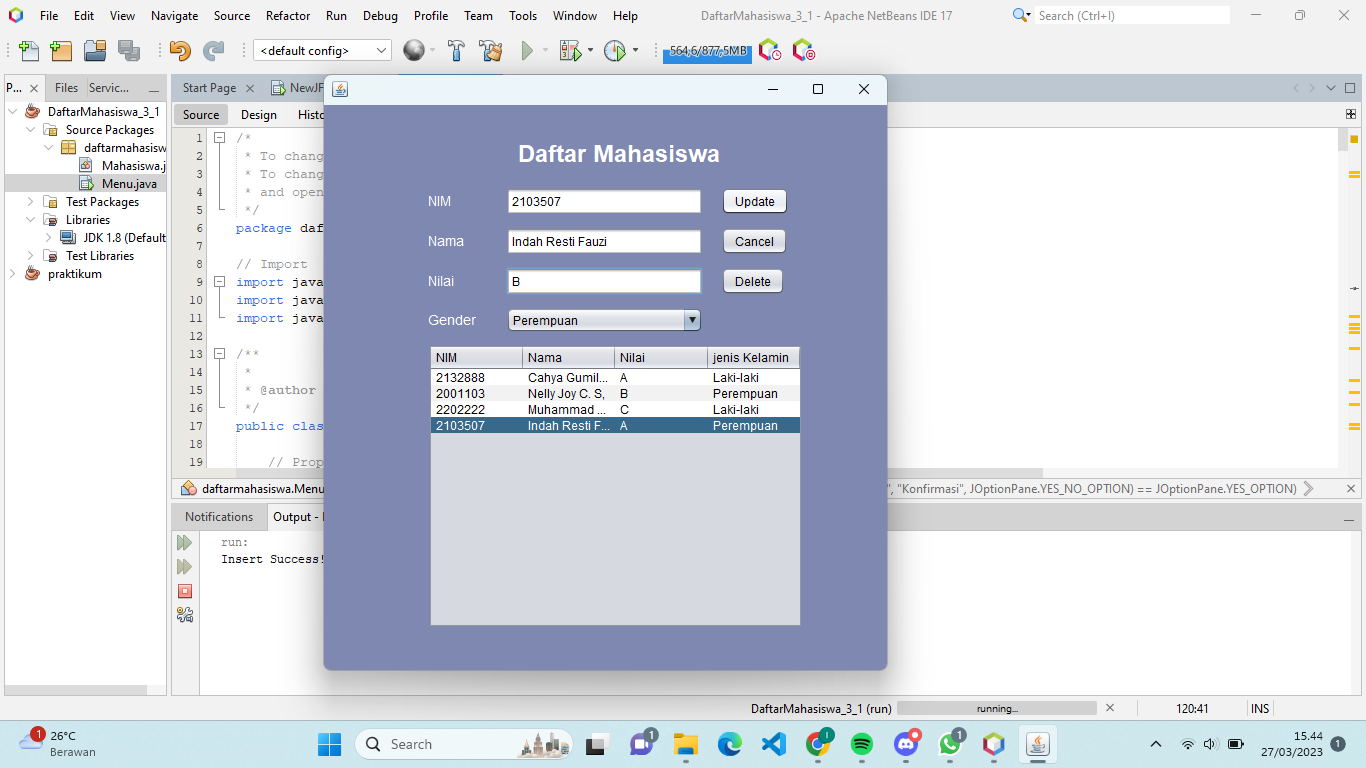 File Edit View Navigate Source Refactor Run Debug Profile Team Tools Window Help DaftarMahasiswa_3_1 - Apache NetBeans IDE 17 Search (Ctrl+I)
<default config> 564,6/877,5MB
P... Files Servic... Start Page NewJF
DaftarMahasiswa_3_1
Source Packages
daftarmahasisw
Mahasiswa.j
Menu.java
Test Packages
Libraries
JDK 1.8 (Default
Test Libraries
praktikum
Source Design Histo
1 /*
2 * To chang
3 * To chang
4 * and open
5 */
6 package daf
7
8 // Import
9 import java
10 import java
11 import java
12
13 /**
14 *
15 * @author
16 */
17 public clas
18
19 // Prop
daftarmahasiswa.Menu ", "Konfirmasi", JOptionPane.YES_NO_OPTION) == JOptionPane.YES_OPTION)
Notifications Output -
run:
Insert Success!
Daftar Mahasiswa
NIM 2103507 Update
Nama Indah Resti Fauzi Cancel
Nilai B Delete
Gender Perempuan
NIM Nama Nilai jenis Kelamin
2132888 Cahya Gumil... A Laki-laki
2001103 Nelly Joy C. S, B Perempuan
2202222 Muhammad ... C Laki-laki
2103507 Indah Resti F... A Perempuan
DaftarMahasiswa_3_1 (run) running... 120:41 INS
1 26°C
Berawan
Search
1 1 1
15.44
27/03/2023 1